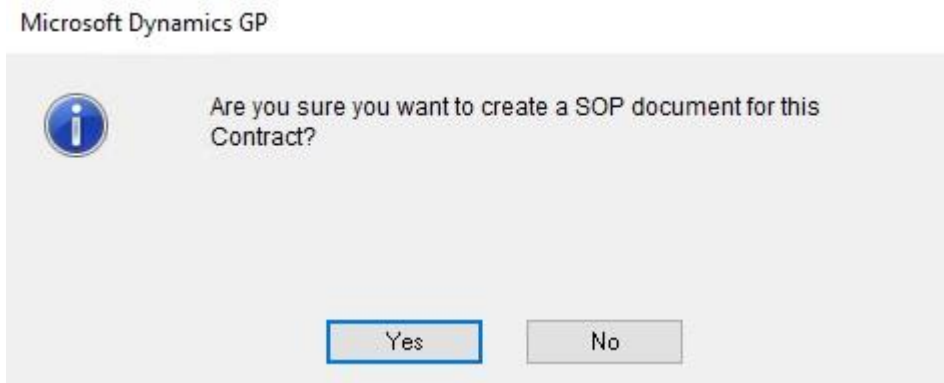 Microsoft Dynamics GP
Are you sure you want to create a SOP document for this
Contract?
Yes
No